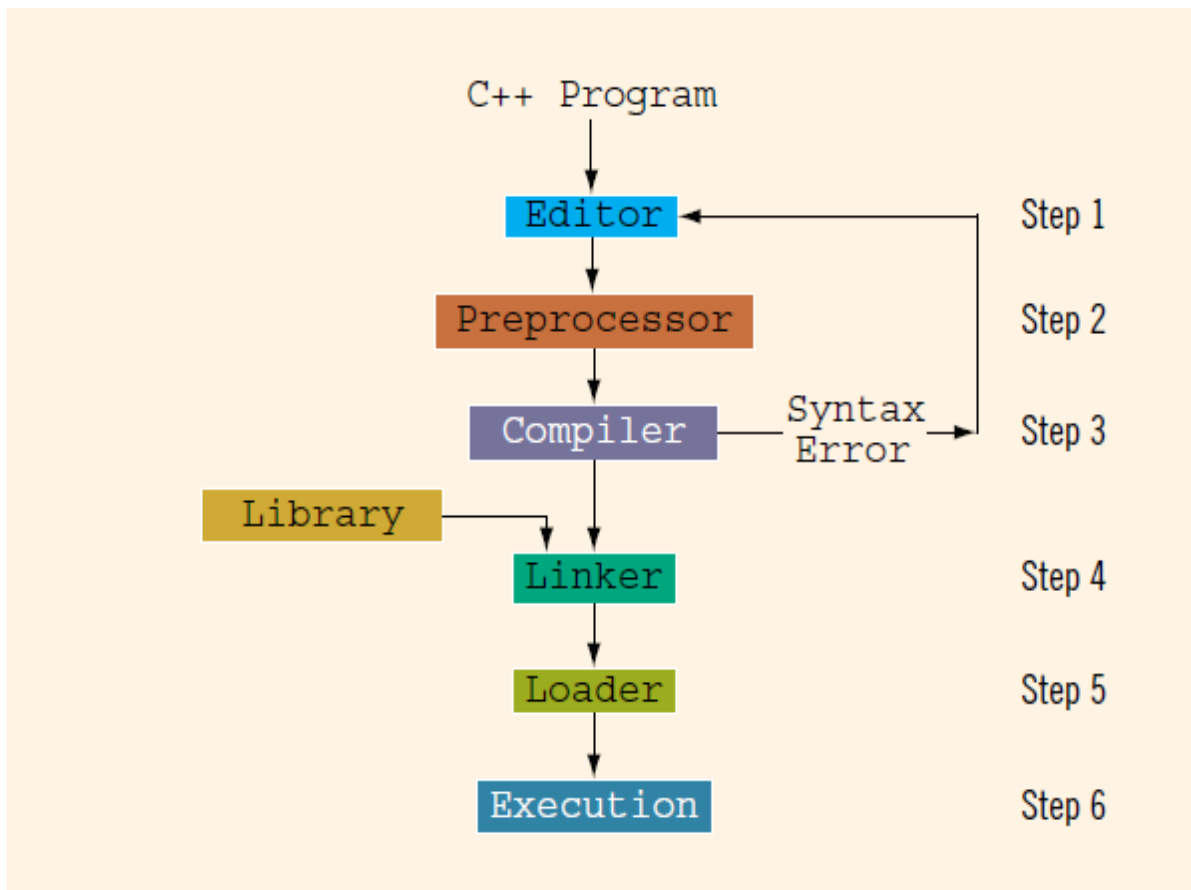 C++ Program
Editor
Step 1
Preprocessor
Step 2
Compiler
Syntax
Error
Step 3
Library
Linker
Step 4
Loader
Step 5
Execution
Step 6